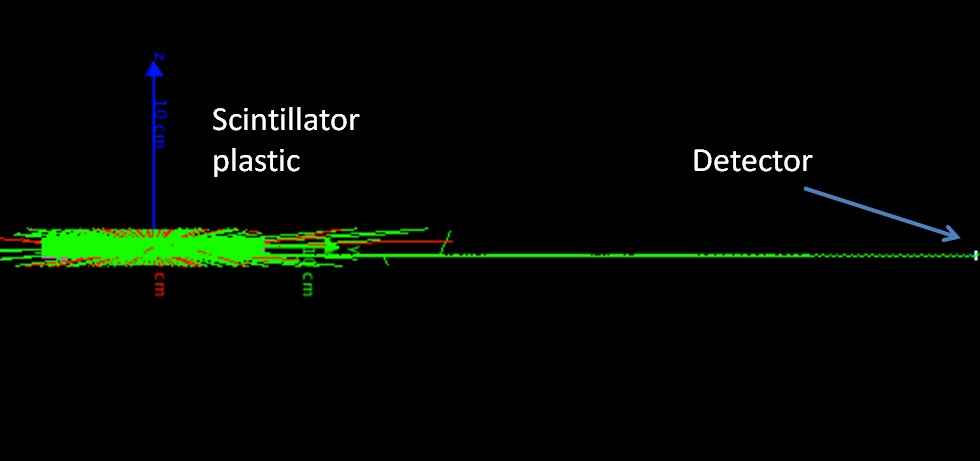 z
10 cm
Scintillator
plastic
Detector
cm
cm